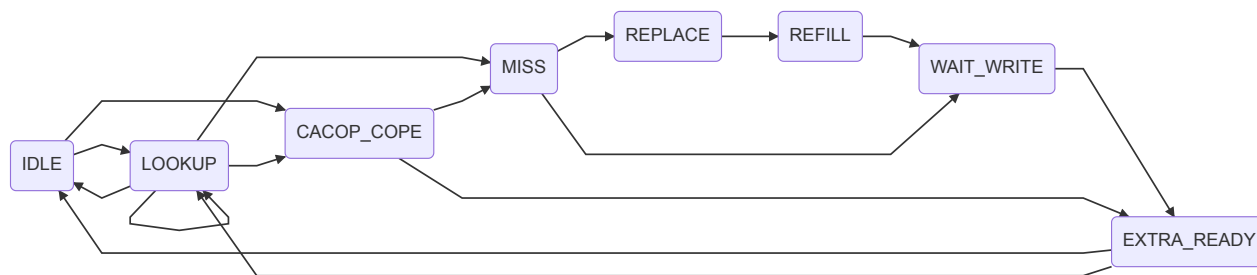 REPLACE
REFILL
MISS
WAIT_WRITE
CACOP_COPE
IDLE
LOOKUP
EXTRA_READY